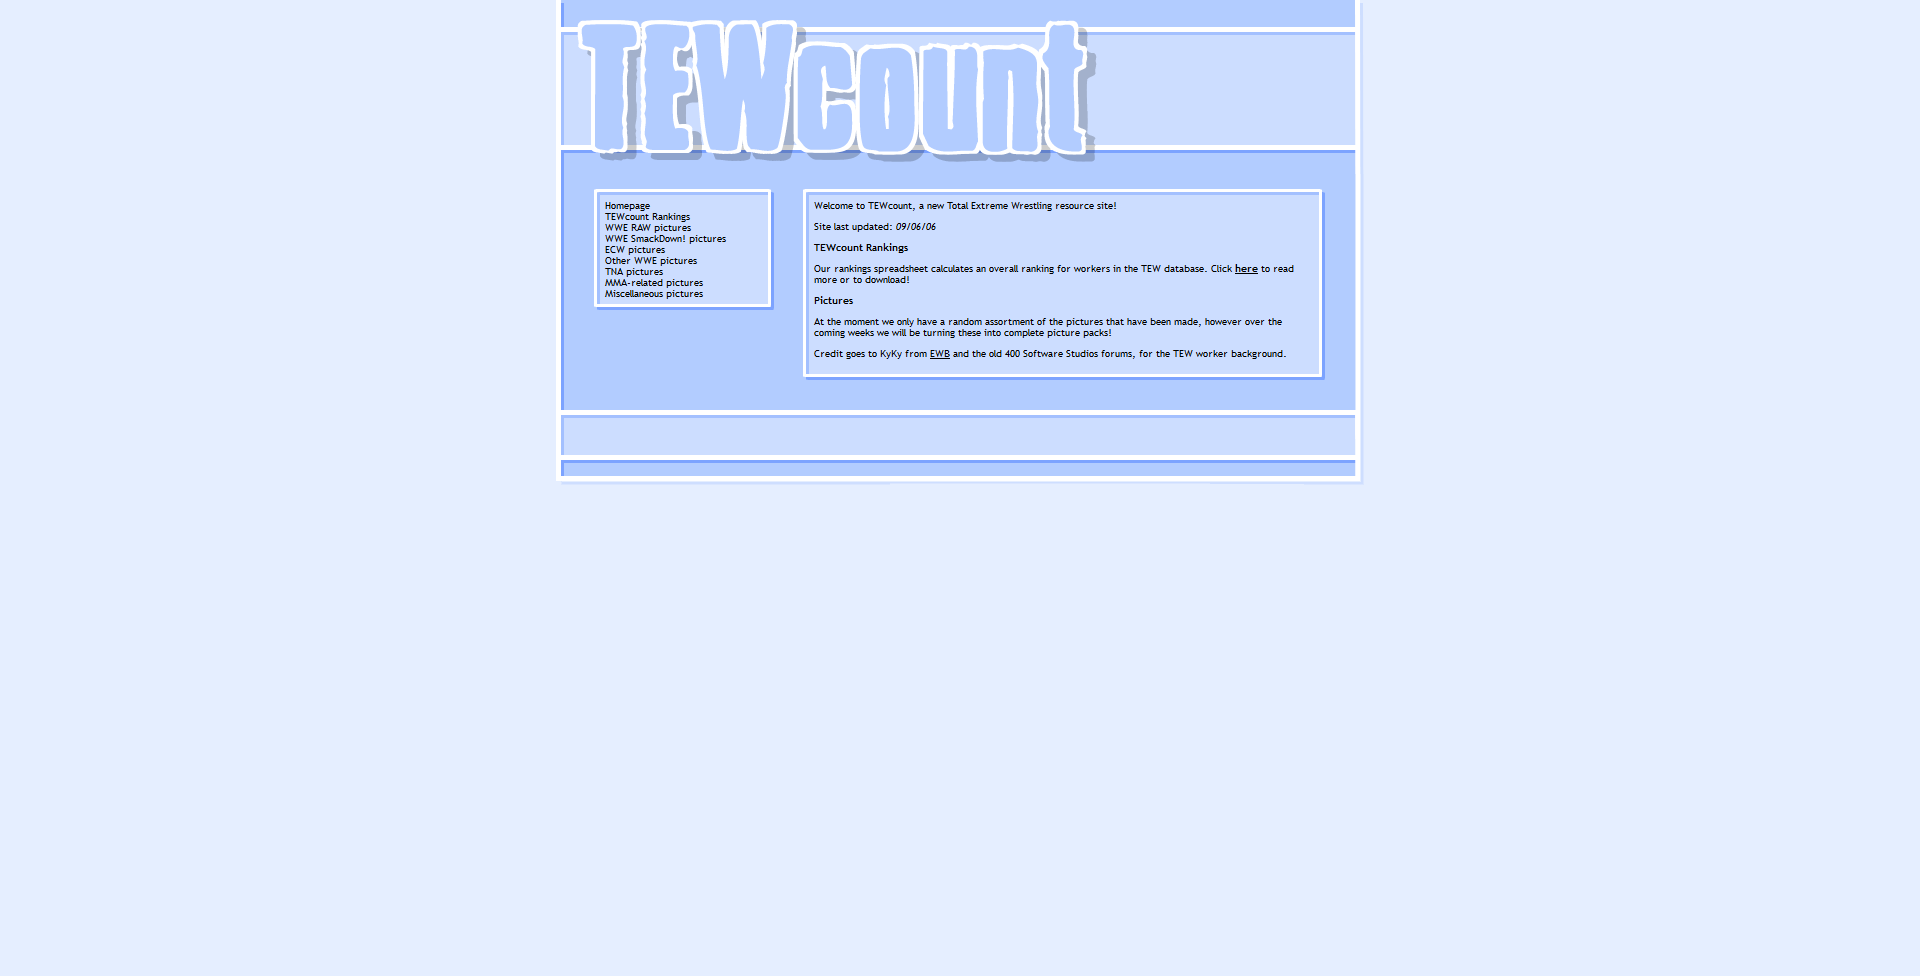 TEWcount
Homepage
TEWcount Rankings
WWE RAW pictures
WWE SmackDown! pictures
ECW pictures
Other WWE pictures
TNA pictures
MMA-related pictures
Miscellaneous pictures
Welcome to TEWcount, a new Total Extreme Wrestling resource site!
Site last updated: 09/06/06
TEWcount Rankings
Our rankings spreadsheet calculates an overall ranking for workers in the TEW database. Click here to read
more or to download!
Pictures
At the moment we only have a random assortment of the pictures that have been made, however over the
coming weeks we will be turning these into complete picture packs!
Credit goes to KyKy from EWB and the old 400 Software Studios forums, for the TEW worker background.